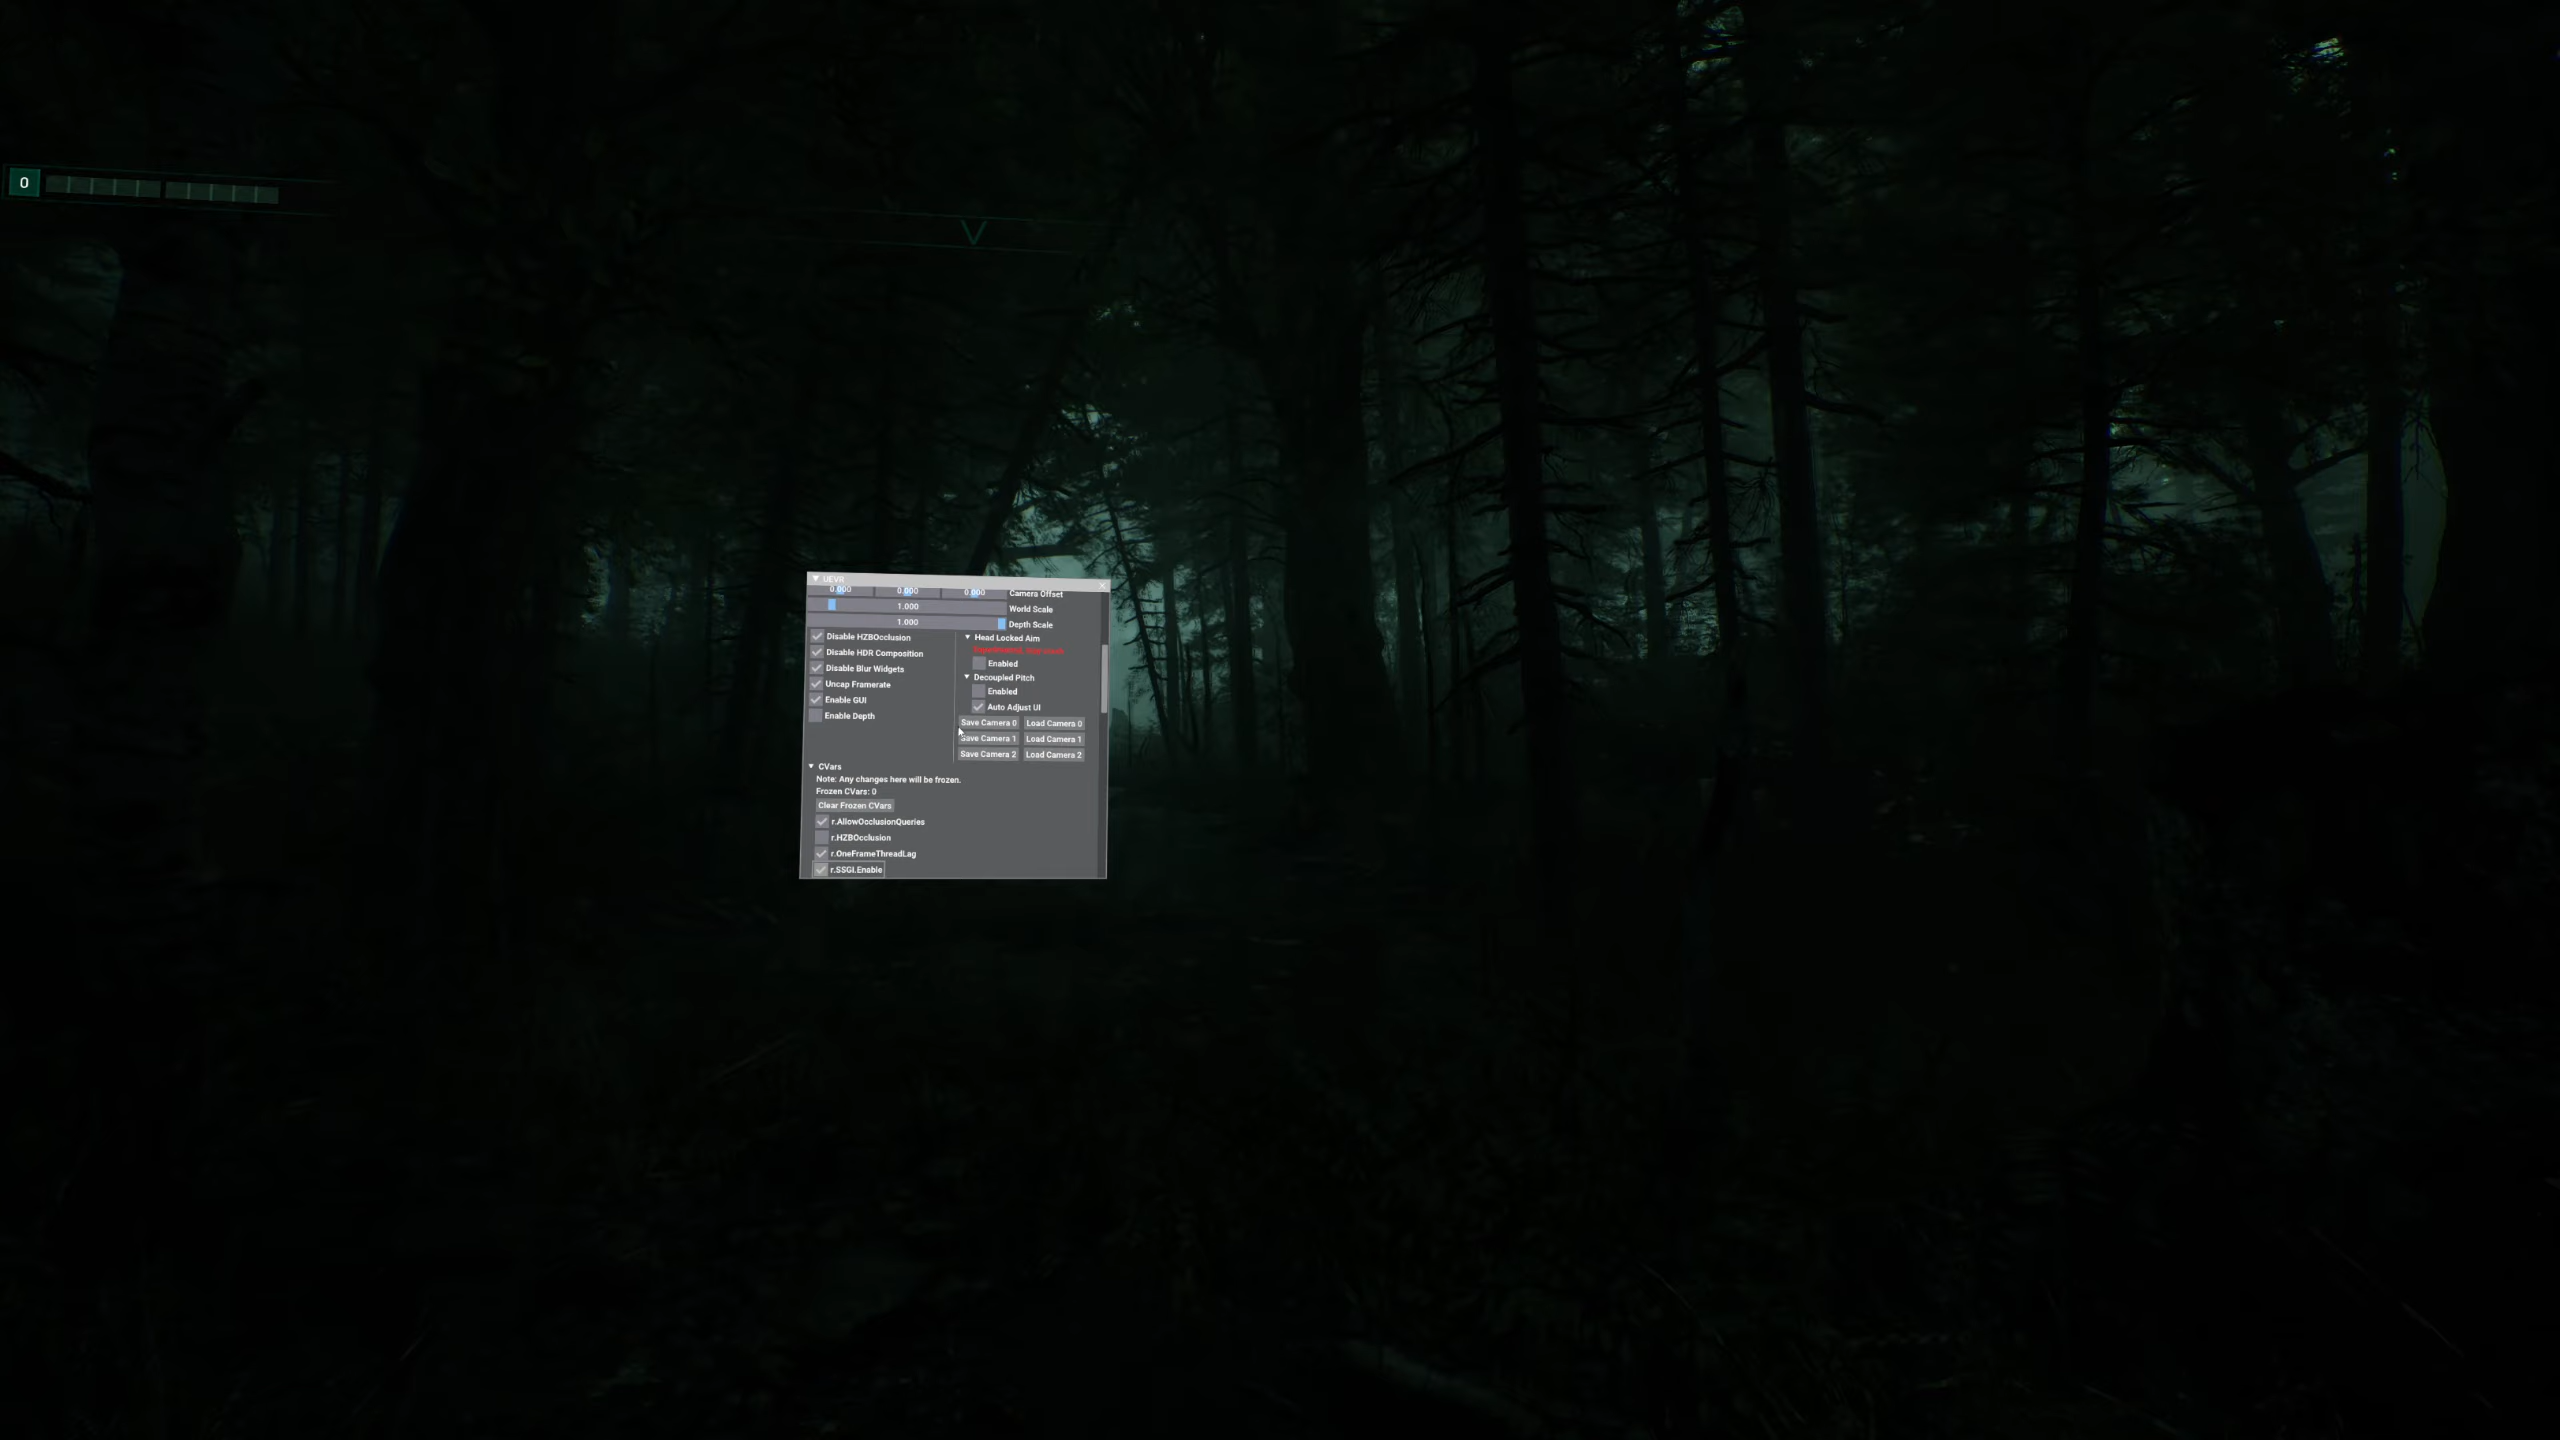 0
UEVR
0.000 0.000 0.000 Camera Offset
1.000 World Scale
1.000 Depth Scale
Disable HZBOcclusion
Disable HDR Composition
Disable Blur Widgets
Uncap Framerate
Enable GUI
Enable Depth
Head Locked Aim
Enabled
Decoupled Pitch
Enabled
Auto Adjust UI
Save Camera 0 Load Camera 0
Save Camera 1 Load Camera 1
Save Camera 2 Load Camera 2
CVars
Note: Any changes here will be frozen.
Frozen CVars: 0
Clear Frozen CVars
r.AllowOcclusionQueries
r.HZBOcclusion
r.OneFrameThreadLag
r.SSGI.Enable